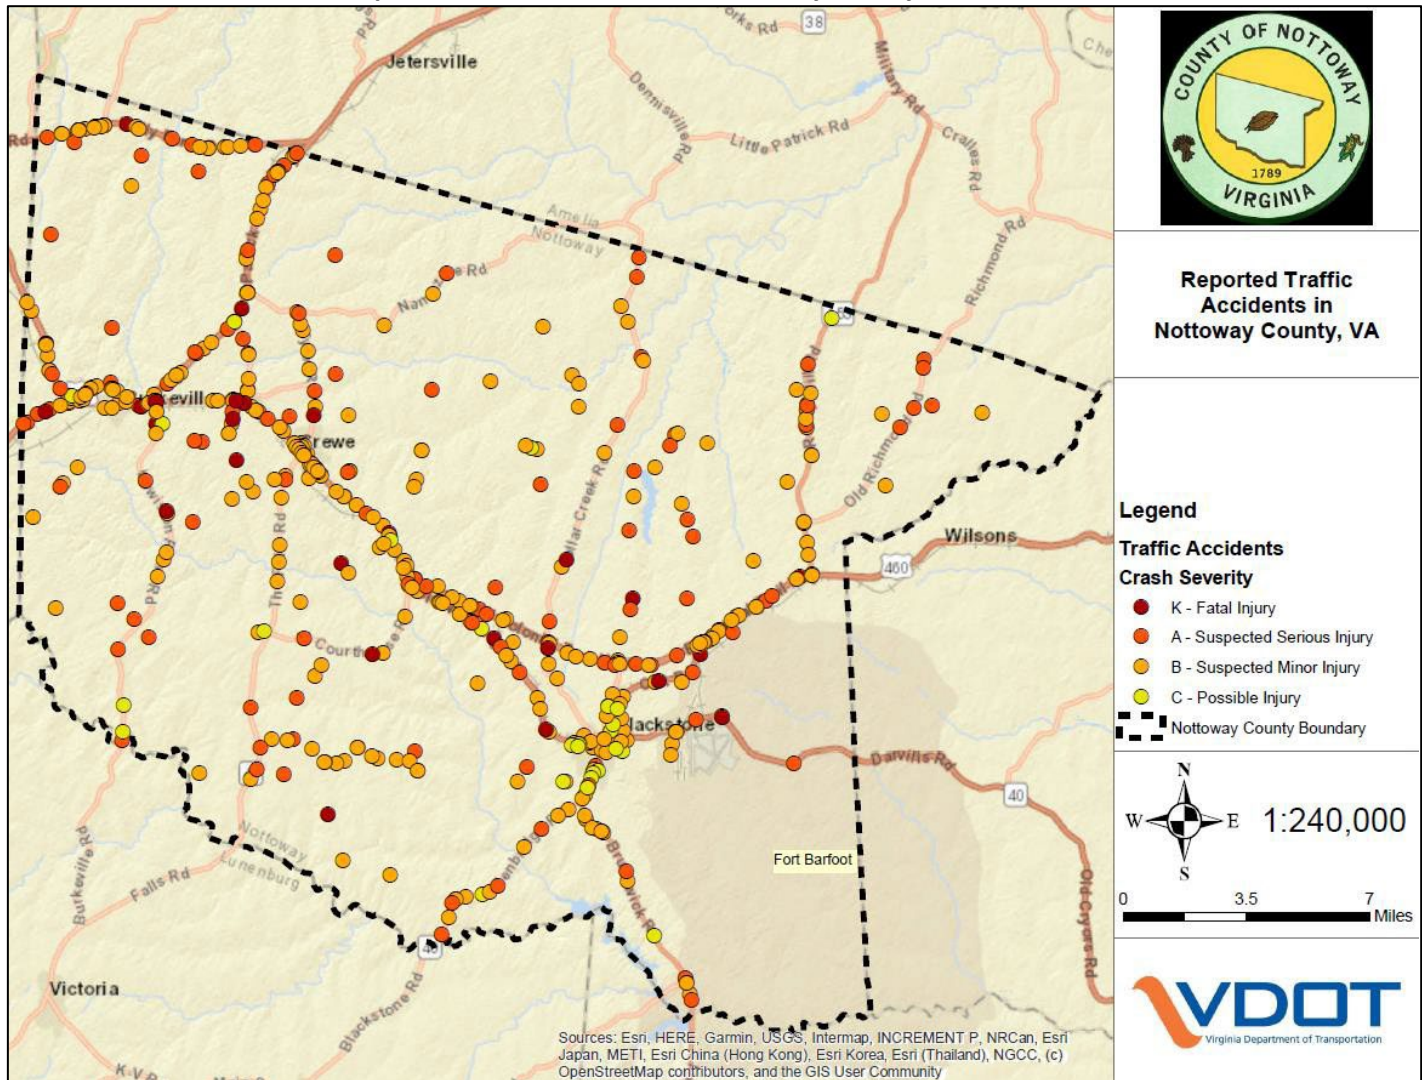 38
Jetersville
Military Rd
Dennisville
Rd
Little Patrick Rd
Cralles Rd
Rd
Amelia
Nottoway
Richmond Rd
Rd
Crewe
Old Richmond
Rd
Wilsons
460
Blackstone
Darvills Rd
40
Fort Barfoot
Nottoway
Lunenburg
Burkeville Rd
Falls Rd
Old Cryors Rd
Victoria
Blackstone Rd
Sources: Esri, HERE, Garmin, USGS, Intermap, INCREMENT P, NRCan, Esri
Japan, METI, Esri China (Hong Kong), Esri Korea, Esri (Thailand), NGCC, (c)
OpenStreetMap contributors, and the GIS User Community
COUNTY OF NOTTOWAY
1789
VIRGINIA
Reported Traffic
Accidents in
Nottoway County, VA
Legend
Traffic Accidents
Crash Severity
K - Fatal Injury
A - Suspected Serious Injury
B - Suspected Minor Injury
C - Possible Injury
Nottoway County Boundary
N
W E
S
1:240,000
0 3.5 7
Miles
VDOT
Virginia Department of Transportation